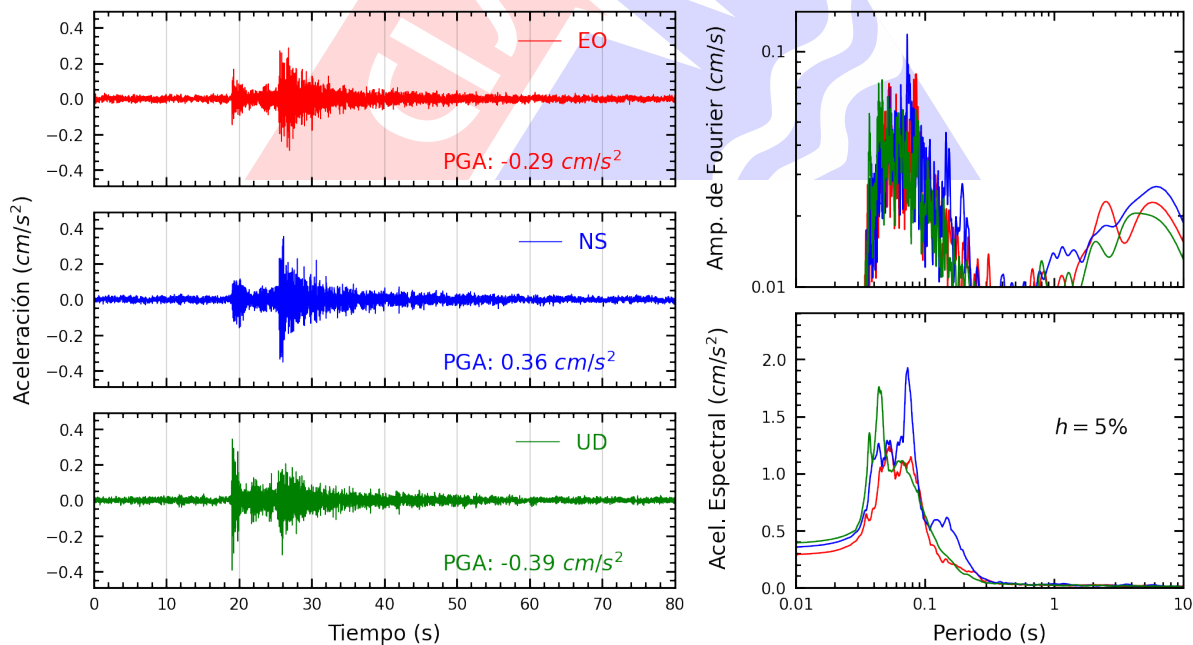 Aceleración (cm/s²)
0.4
0.2
0.0
−0.2
−0.4
EO
PGA: -0.29 cm/s²
0.4
0.2
0.0
−0.2
−0.4
NS
PGA: 0.36 cm/s²
0.4
0.2
0.0
−0.2
−0.4
UD
PGA: -0.39 cm/s²
0 10 20 30 40 50 60 70 80
Tiempo (s)
Amp. de Fourier (cm/s)
0.1
0.01
Acel. Espectral (cm/s²)
2.0
1.5
1.0
0.5
0.0
h = 5%
0.01 0.1 1 10
Periodo (s)